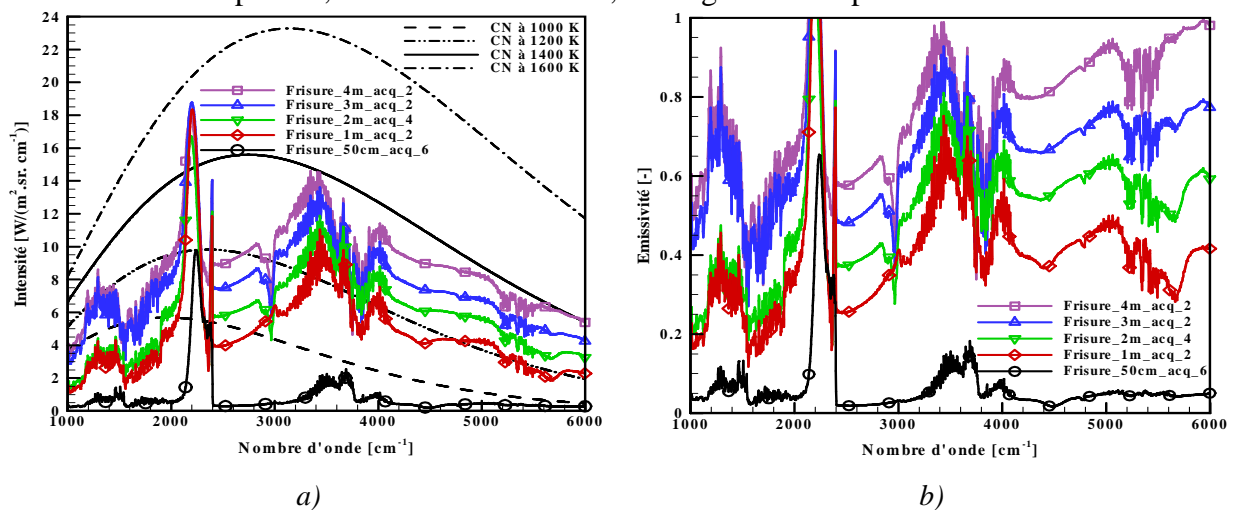 24
22
20
18
16
14
12
10
8
6
4
2
0
1000 2000 3000 4000 5000 6000
Intensité [W/(m².sr. cm⁻¹)]
Nombre d'onde [cm⁻¹]
CN à 1000 K
CN à 1200 K
CN à 1400 K
CN à 1600 K
Frisure_4m_acq_2
Frisure_3m_acq_2
Frisure_2m_acq_4
Frisure_1m_acq_2
Frisure_50cm_acq_6
a)
1
0.8
0.6
0.4
0.2
0
1000 2000 3000 4000 5000 6000
Emissivité [-]
Nombre d'onde [cm⁻¹]
Frisure_4m_acq_2
Frisure_3m_acq_2
Frisure_2m_acq_4
Frisure_1m_acq_2
Frisure_50cm_acq_6
b)